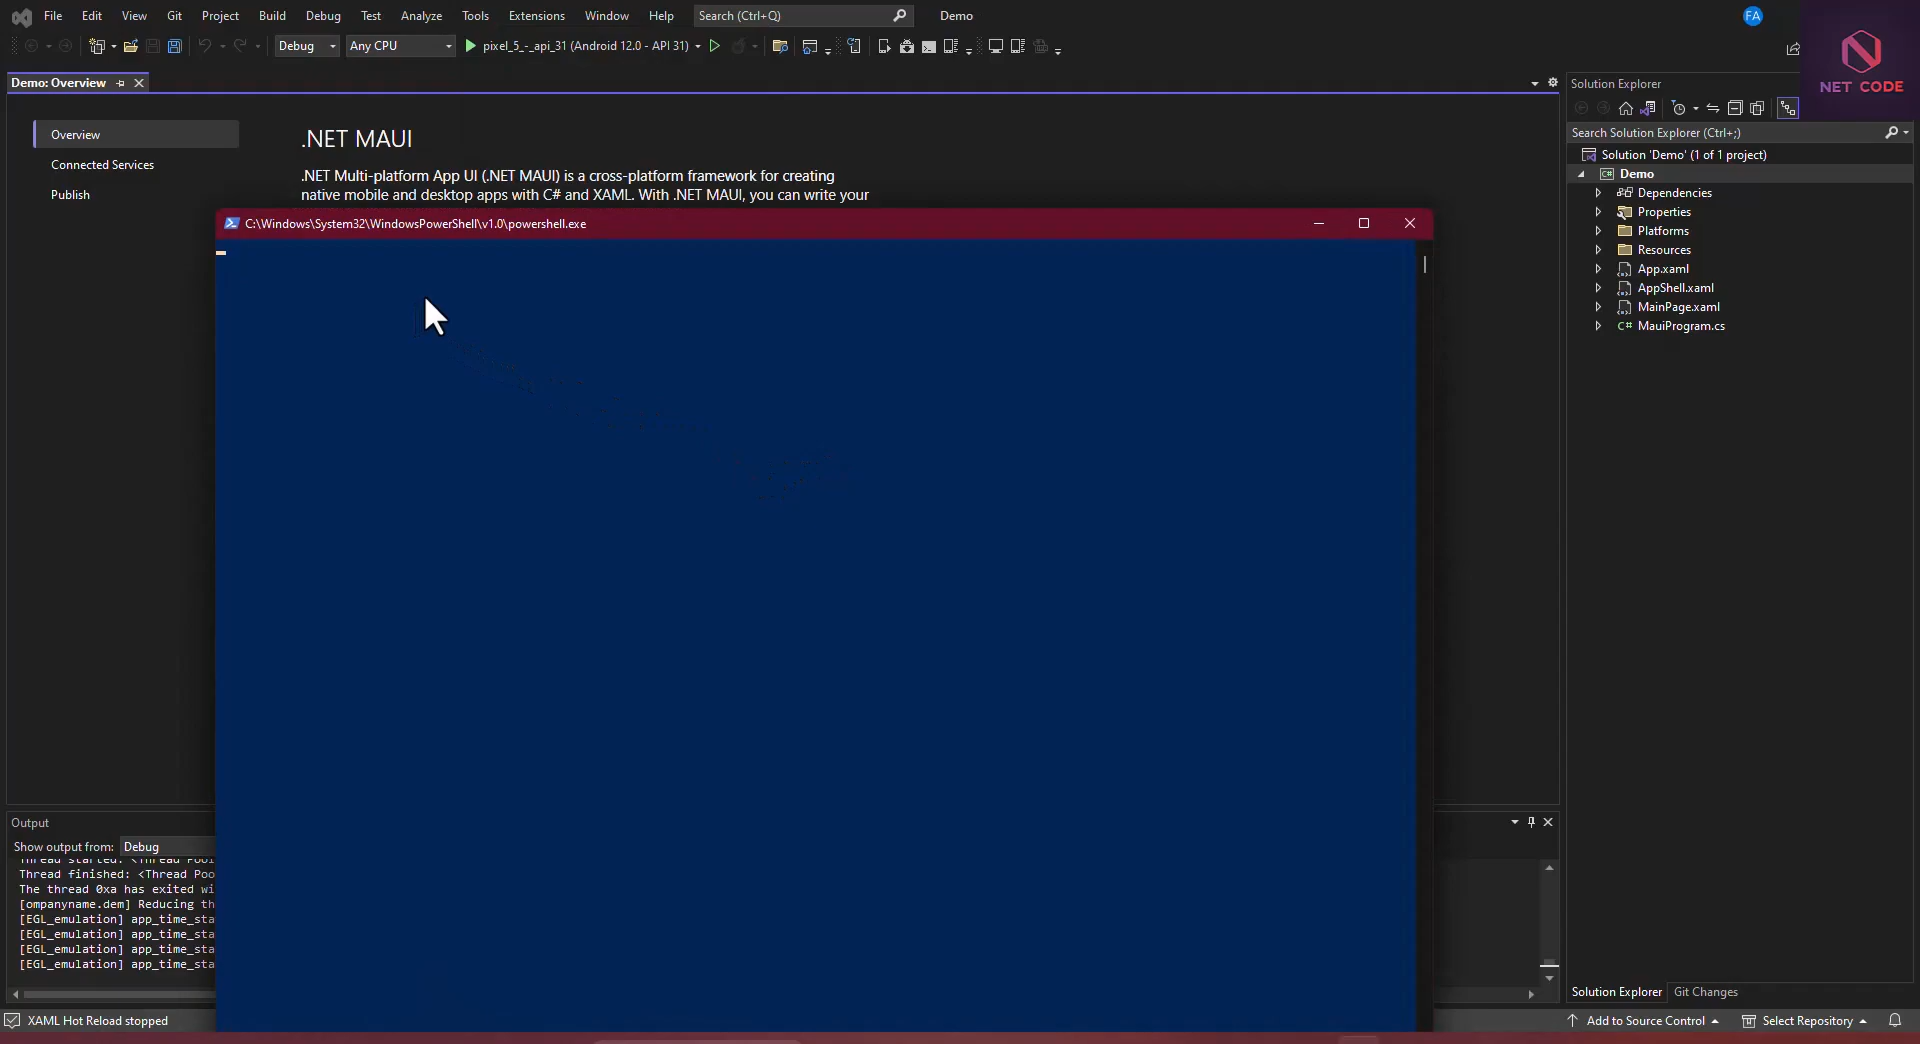 File Edit View Git Project Build Debug Test Analyze Tools Extensions Window Help Search (Ctrl+Q) Demo FA
Debug Any CPU pixel_5_-_api_31 (Android 12.0 - API 31)
NET CODE
Demo: Overview
Overview
Connected Services
Publish
.NET MAUI
.NET Multi-platform App UI (.NET MAUI) is a cross-platform framework for creating
native mobile and desktop apps with C# and XAML. With .NET MAUI, you can write your
C:\Windows\System32\WindowsPowerShell\v1.0\powershell.exe
Solution Explorer
Search Solution Explorer (Ctrl+;)
Solution 'Demo' (1 of 1 project)
C# Demo
Dependencies
Properties
Platforms
Resources
App.xaml
AppShell.xaml
MainPage.xaml
C# MauiProgram.cs
Output
Show output from: Debug
Thread started: <Thread Pool
Thread finished: <Thread Poo
The thread 0xa has exited wi
[ompanyname.dem] Reducing th
[EGL_emulation] app_time_sta
[EGL_emulation] app_time_sta
[EGL_emulation] app_time_sta
[EGL_emulation] app_time_sta
Solution Explorer Git Changes
XAML Hot Reload stopped
Add to Source Control Select Repository